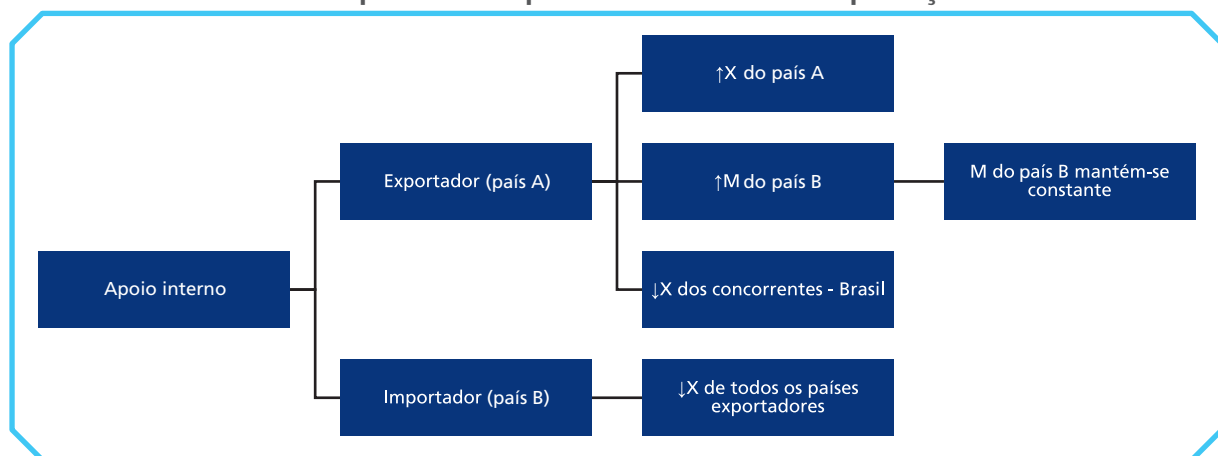 ↑X do país A
Exportador (país A)
↑M do país B
M do país B mantém-se
constante
Apoio interno
↓X dos concorrentes - Brasil
Importador (país B)
↓X de todos os países
exportadores